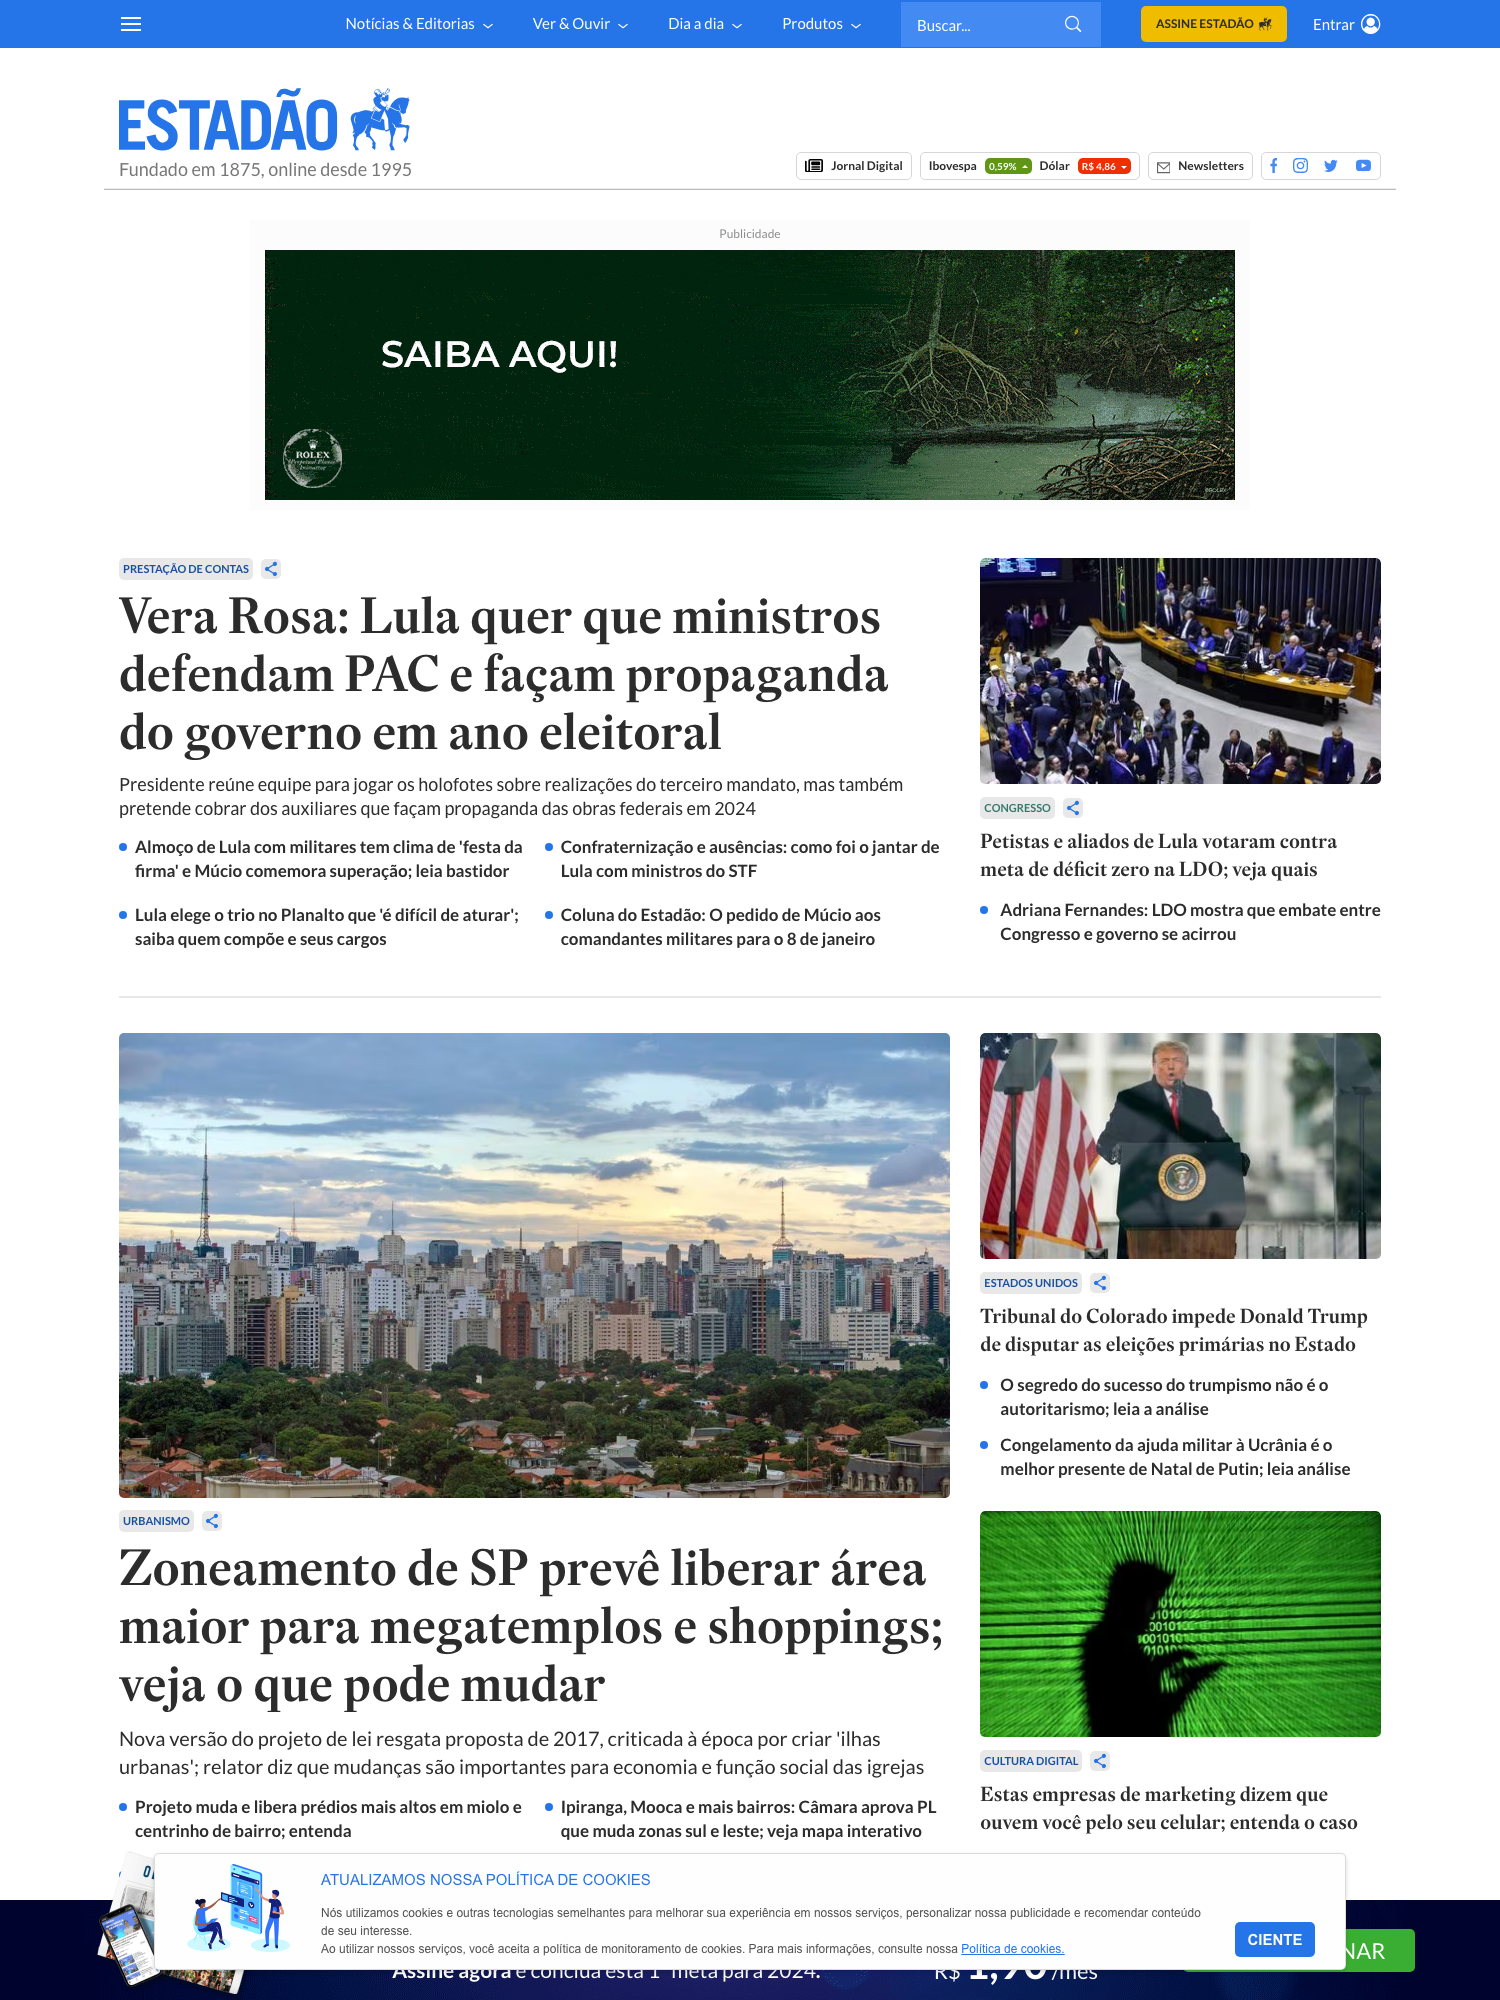 Notícias & Editorias
Ver & Ouvir
Dia a dia
Produtos
Buscar...
ASSINE ESTADÃO
Entrar
ESTADÃO
Fundado em 1875, online desde 1995
Jornal Digital
Ibovespa 0,59% Dólar R$ 4,86
Newsletters
Publicidade
SAIBA AQUI!
ROLEX
Perpetual Planet
Initiative
©ROLEX
PRESTAÇÃO DE CONTAS
Vera Rosa: Lula quer que ministros
defendam PAC e façam propaganda
do governo em ano eleitoral
Presidente reúne equipe para jogar os holofotes sobre realizações do terceiro mandato, mas também
pretende cobrar dos auxiliares que façam propaganda das obras federais em 2024
Almoço de Lula com militares tem clima de 'festa da
firma' e Múcio comemora superação; leia bastidor
Confraternização e ausências: como foi o jantar de
Lula com ministros do STF
Lula elege o trio no Planalto que 'é difícil de aturar';
saiba quem compõe e seus cargos
Coluna do Estadão: O pedido de Múcio aos
comandantes militares para o 8 de janeiro
CONGRESSO
Petistas e aliados de Lula votaram contra
meta de déficit zero na LDO; veja quais
Adriana Fernandes: LDO mostra que embate entre
Congresso e governo se acirrou
URBANISMO
Zoneamento de SP prevê liberar área
maior para megatemplos e shoppings;
veja o que pode mudar
Nova versão do projeto de lei resgata proposta de 2017, criticada à época por criar 'ilhas
urbanas'; relator diz que mudanças são importantes para economia e função social das igrejas
Projeto muda e libera prédios mais altos em miolo e
centrinho de bairro; entenda
Ipiranga, Mooca e mais bairros: Câmara aprova PL
que muda zonas sul e leste; veja mapa interativo
ESTADOS UNIDOS
Tribunal do Colorado impede Donald Trump
de disputar as eleições primárias no Estado
O segredo do sucesso do trumpismo não é o
autoritarismo; leia a análise
Congelamento da ajuda militar à Ucrânia é o
melhor presente de Natal de Putin; leia análise
CULTURA DIGITAL
Estas empresas de marketing dizem que
ouvem você pelo seu celular; entenda o caso
ATUALIZAMOS NOSSA POLÍTICA DE COOKIES
Nós utilizamos cookies e outras tecnologias semelhantes para melhorar sua experiência em nossos serviços, personalizar nossa publicidade e recomendar conteúdo
de seu interesse.
Ao utilizar nossos serviços, você aceita a política de monitoramento de cookies. Para mais informações, consulte nossa Política de cookies.
CIENTE
Assine agora e conclua esta 1ª meta para 2024.
R$ 1,90 /mês
NAR